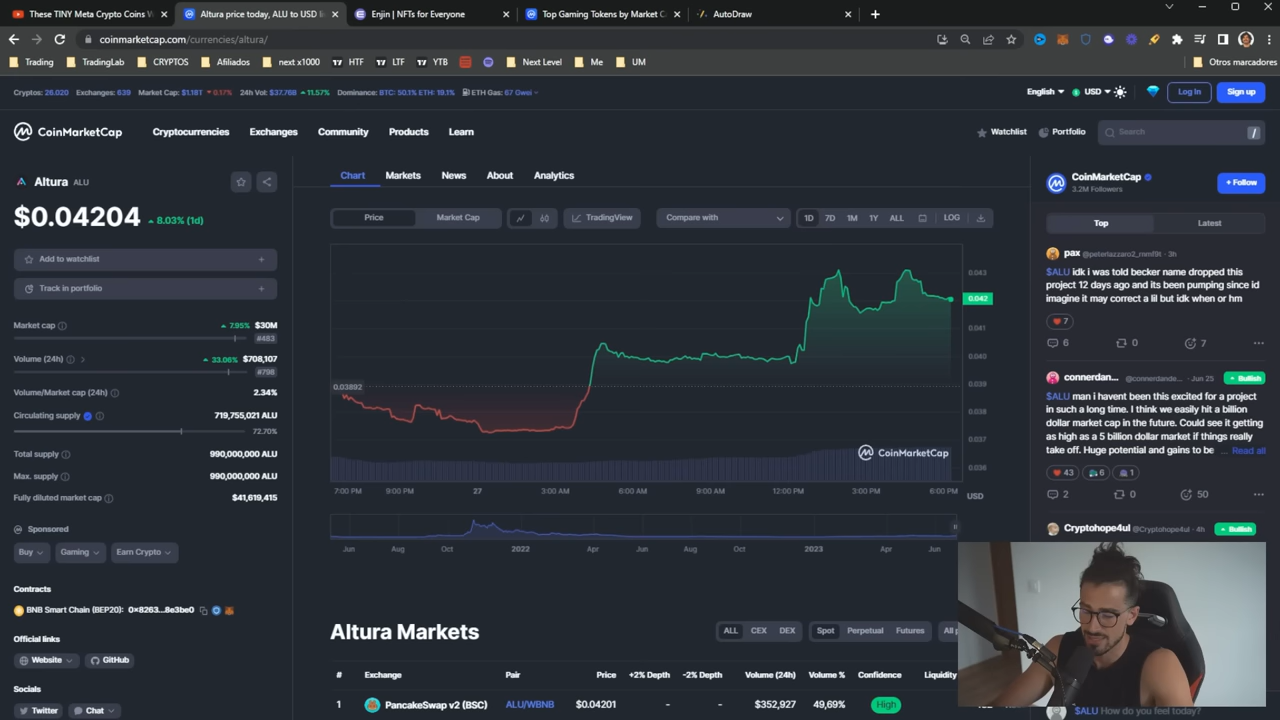 These TINY Meta Crypto Coins
Altura price today, ALU to USD
Enjin | NFTs for Everyone
Top Gaming Tokens by Market C
AutoDraw
coinmarketcap.com/currencies/altura/
Trading
TradingLab
CRYPTOS
Afiliados
next x1000
HTF
LTF
YTB
Next Level
Me
UM
Otros marcadores
Cryptos: 26.020 Exchanges: 639 Market Cap: $1.18T 0.17% 24h Vol: $37.76B 11.57% Dominance: BTC: 50.1% ETH: 19.1% ETH Gas: 67 Gwei
English
USD
Log In
Sign up
CoinMarketCap
Cryptocurrencies
Exchanges
Community
Products
Learn
Watchlist
Portfolio
Search
/
Altura ALU
$0.04204 8.03% (1d)
Add to watchlist +
Track in portfolio +
Market cap 7.95% $30M
#483
Volume (24h) 33.06% $708,107
#798
Volume/Market cap (24h) 2.34%
Circulating supply 719,755,021 ALU
72.70%
Total supply 990,000,000 ALU
Max. supply 990,000,000 ALU
Fully diluted market cap $41,619,415
Sponsored
Buy
Gaming
Earn Crypto
Contracts
BNB Smart Chain (BEP20): 0x8263...8e3be0
Official links
Website
GitHub
Socials
Twitter
Chat
Chart
Markets
News
About
Analytics
Price
Market Cap
TradingView
Compare with
1D
7D
1M
1Y
ALL
LOG
0.043
0.042
0.041
0.040
0.039
0.038
0.037
0.036
0.03892
CoinMarketCap
7:00 PM 9:00 PM 27 3:00 AM 6:00 AM 9:00 AM 12:00 PM 3:00 PM 6:00 PM
USD
Jun Aug Oct 2022 Apr Jun Aug Oct 2023 Apr Jun
Altura Markets
ALL
CEX
DEX
Spot
Perpetual
Futures
All
# Exchange Pair Price +2% Depth -2% Depth Volume (24h) Volume % Confidence Liquidity
1 PancakeSwap v2 (BSC) ALU/WBNB $0.04201 - - $352,927 49,69% High
CoinMarketCap
3.2M Followers
+ Follow
Top
Latest
pax @peterlazzaro2_mmf9t · 3h
$ALU idk i was told becker name dropped this
project 12 days ago and its been pumping since id
imagine it may correct a lil but idk when or hm
7
6
0
7
connerdan... @connerdande... · Jun 25 Bullish
$ALU man i havent been this excited for a project
in such a long time. I think we easily hit a billion
dollar market cap in the future. Could see it getting
as high as a 5 billion dollar market if things really
take off. Huge potential and gains to be ... Read all
43
6
1
2
0
50
Cryptohope4ul @Cryptohope4ul · 4h Bullish
$ALU How do you feel today?